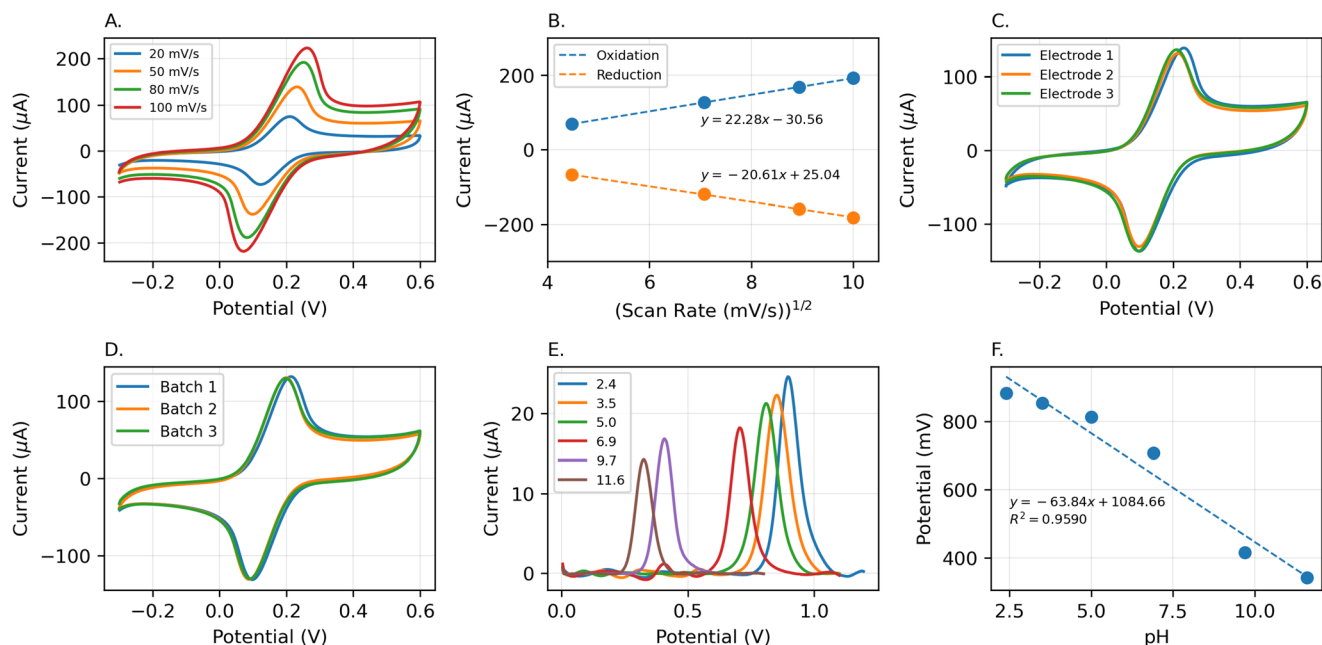 A.
20 mV/s
50 mV/s
80 mV/s
100 mV/s
200
100
0
−100
−200
Current (μA)
−0.2
0.0
0.2
0.4
0.6
Potential (V)
B.
Oxidation
Reduction
y = 22.28x − 30.56
y = −20.61x + 25.04
200
0
−200
Current (μA)
4
6
8
10
(Scan Rate (mV/s))^{1/2}
C.
Electrode 1
Electrode 2
Electrode 3
100
0
−100
Current (μA)
−0.2
0.0
0.2
0.4
0.6
Potential (V)
D.
Batch 1
Batch 2
Batch 3
100
0
−100
Current (μA)
−0.2
0.0
0.2
0.4
0.6
Potential (V)
E.
2.4
3.5
5.0
6.9
9.7
11.6
20
10
0
Current (μA)
0.0
0.5
1.0
Potential (V)
F.
800
600
400
Potential (mV)
y = −63.84x + 1084.66
R² = 0.9590
2.5
5.0
7.5
10.0
pH